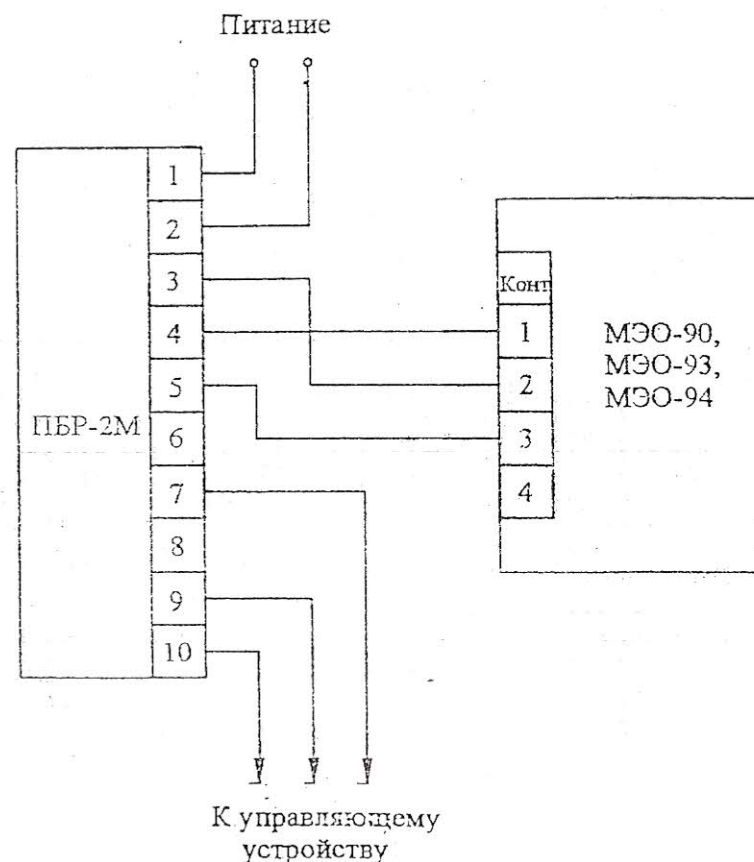 Питание
1
2
3
4
5
6
7
8
9
10
ПБР-2М
Конт
1
2
3
4
МЭО-90,
МЭО-93,
МЭО-94
К управляющему
устройству